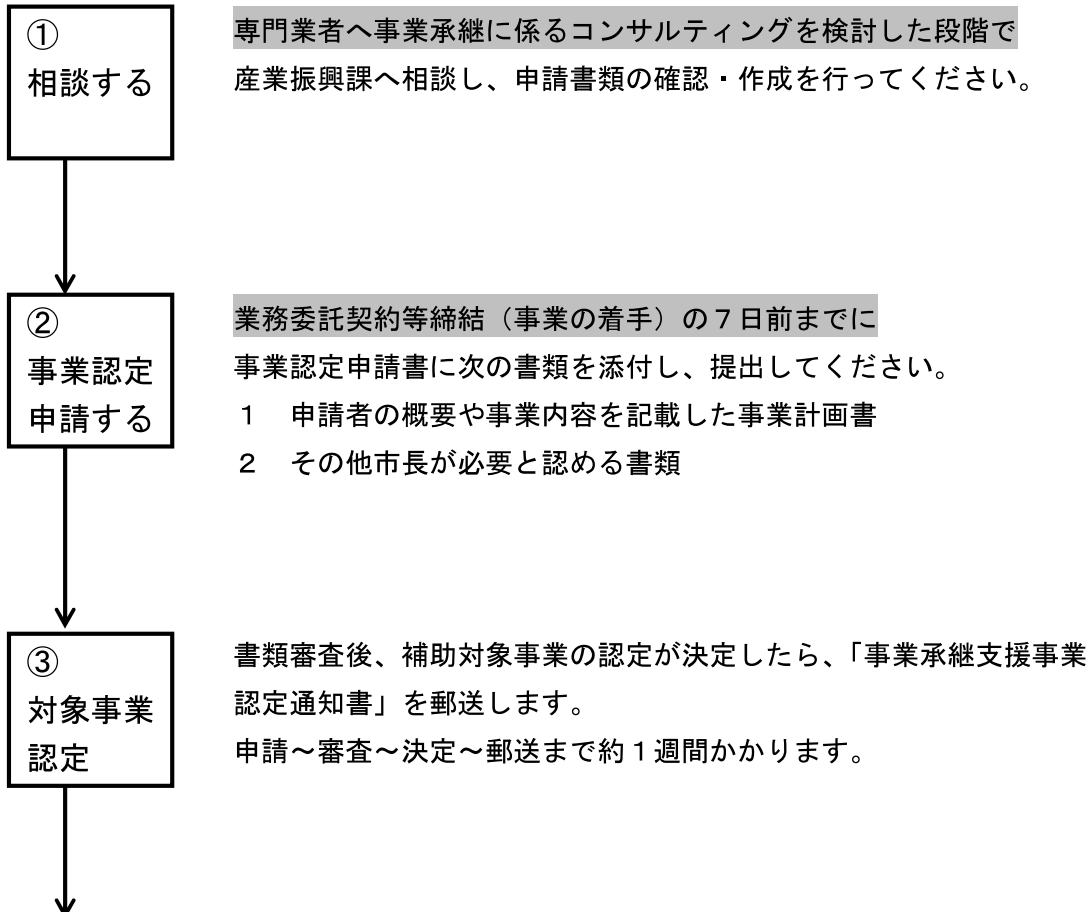 ①
相談する
専門業者へ事業承継に係るコンサルティングを検討した段階で
産業振興課へ相談し、申請書類の確認・作成を行ってください。
②
事業認定
申請する
業務委託契約等締結（事業の着手）の７日前までに
事業認定申請書に次の書類を添付し、提出してください。
１　申請者の概要や事業内容を記載した事業計画書
２　その他市長が必要と認める書類
③
対象事業
認定
書類審査後、補助対象事業の認定が決定したら、「事業承継支援事業
認定通知書」を郵送します。
申請～審査～決定～郵送まで約１週間かかります。